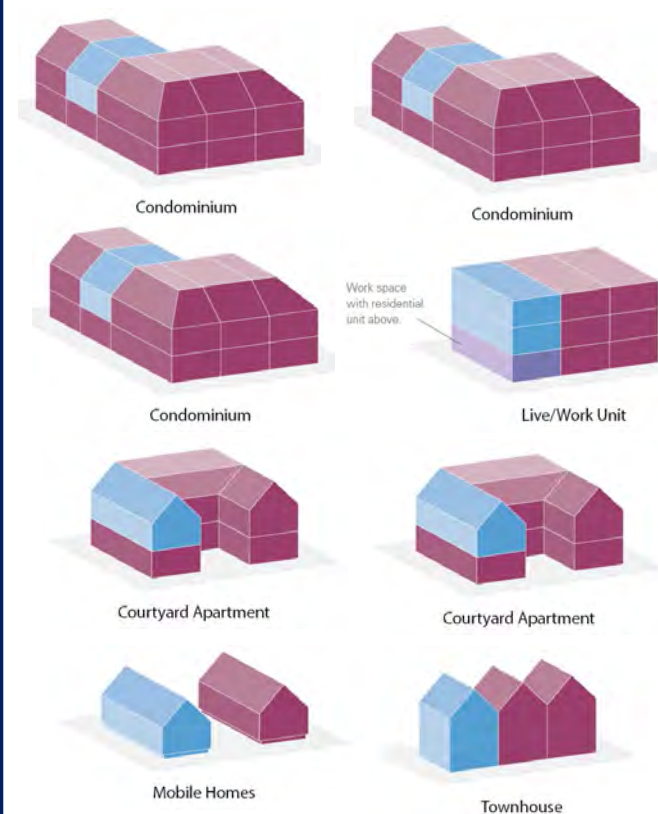 Condominium
Condominium
Condominium
Work space
with residential
unit above.
Live/Work Unit
Courtyard Apartment
Courtyard Apartment
Mobile Homes
Townhouse